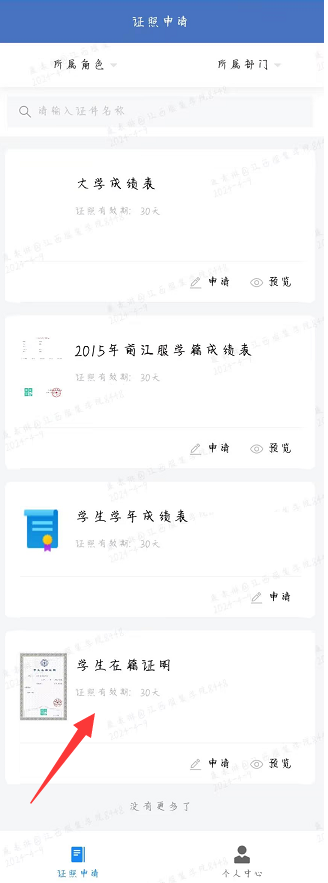 证照申请
所属角色
所属部门
请输入证件名称
大学成绩表
证照有效期： 30天
申请
预览
2015年前江服学籍成绩表
证照有效期： 30天
申请
预览
学生学年成绩表
证照有效期： 30天
申请
学生在籍证明
证照有效期： 30天
申请
预览
没有更多了
证照申请
个人中心